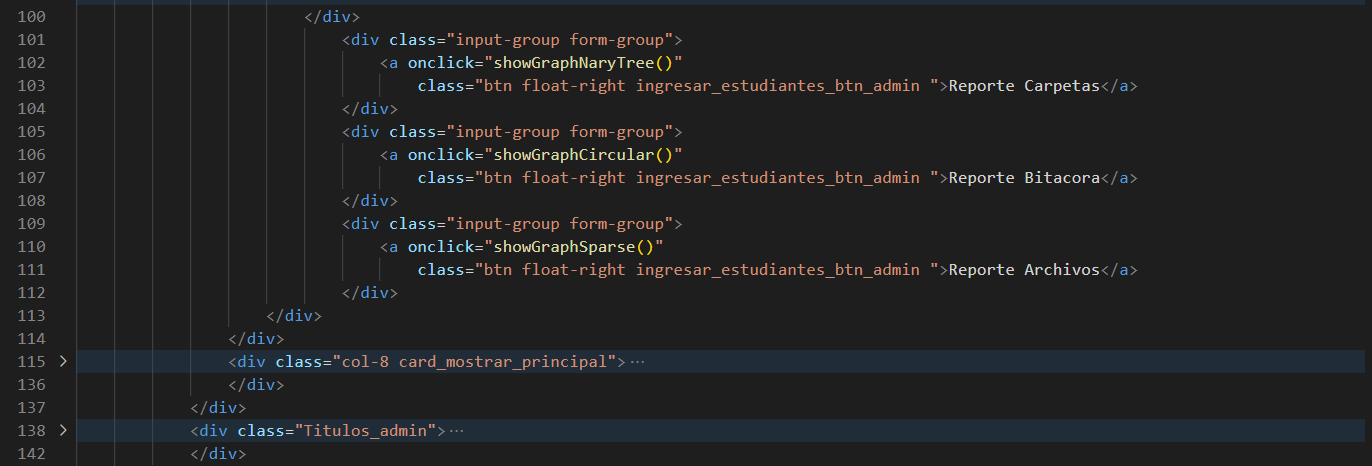 100 </div>
101 <div class="input-group form-group">
102 <a onclick="showGraphNaryTree()"
103 class="btn float-right ingresar_estudiantes_btn_admin ">Reporte Carpetas</a>
104 </div>
105 <div class="input-group form-group">
106 <a onclick="showGraphCircular()"
107 class="btn float-right ingresar_estudiantes_btn_admin ">Reporte Bitacora</a>
108 </div>
109 <div class="input-group form-group">
110 <a onclick="showGraphSparse()"
111 class="btn float-right ingresar_estudiantes_btn_admin ">Reporte Archivos</a>
112 </div>
113 </div>
114 </div>
115 > <div class="col-8 card_mostrar_principal">···
136 </div>
137 </div>
138 > <div class="Titulos_admin">···
142 </div>